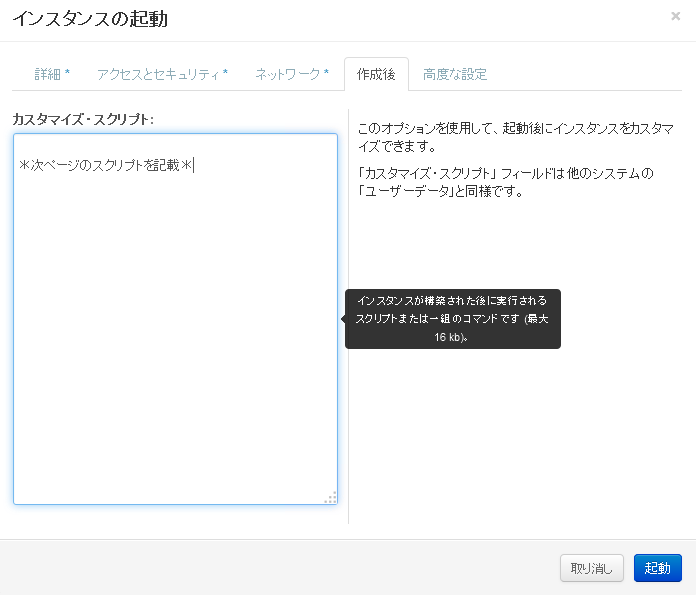 インスタンスの起動
×
詳細 * アクセスとセキュリティ * ネットワーク * 作成後 高度な設定
カスタマイズ・スクリプト:
＊次ページのスクリプトを記載＊
このオプションを使用して、起動後にインスタンスをカスタマ
イズできます。
「カスタマイズ・スクリプト」 フィールドは他のシステムの
「ユーザーデータ」と同様です。
インスタンスが構築された後に実行される
スクリプトまたは一組のコマンドです (最大
16 kb)。
取り消し 起動